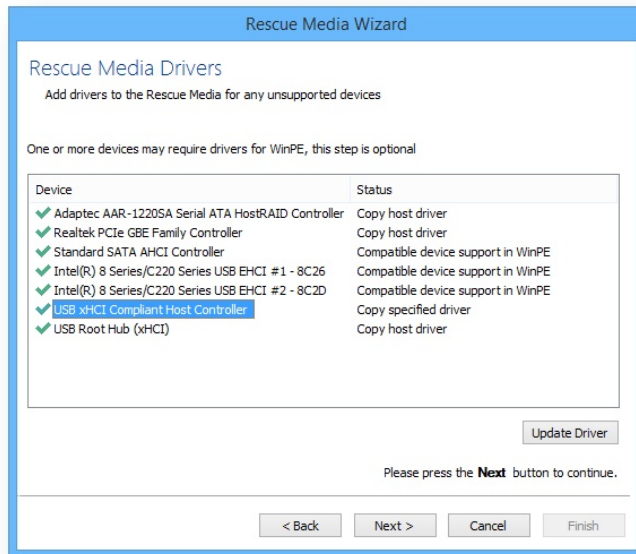 Rescue Media Wizard
Rescue Media Drivers
Add drivers to the Rescue Media for any unsupported devices
One or more devices may require drivers for WinPE, this step is optional
Device Status
Adaptec AAR-1220SA Serial ATA HostRAID Controller Copy host driver
Realtek PCIe GBE Family Controller Copy host driver
Standard SATA AHCI Controller Compatible device support in WinPE
Intel(R) 8 Series/C220 Series USB EHCI #1 - 8C26 Compatible device support in WinPE
Intel(R) 8 Series/C220 Series USB EHCI #2 - 8C2D Compatible device support in WinPE
USB xHCI Compliant Host Controller Copy specified driver
USB Root Hub (xHCI) Copy host driver
Update Driver
Please press the Next button to continue.
< Back Next > Cancel Finish